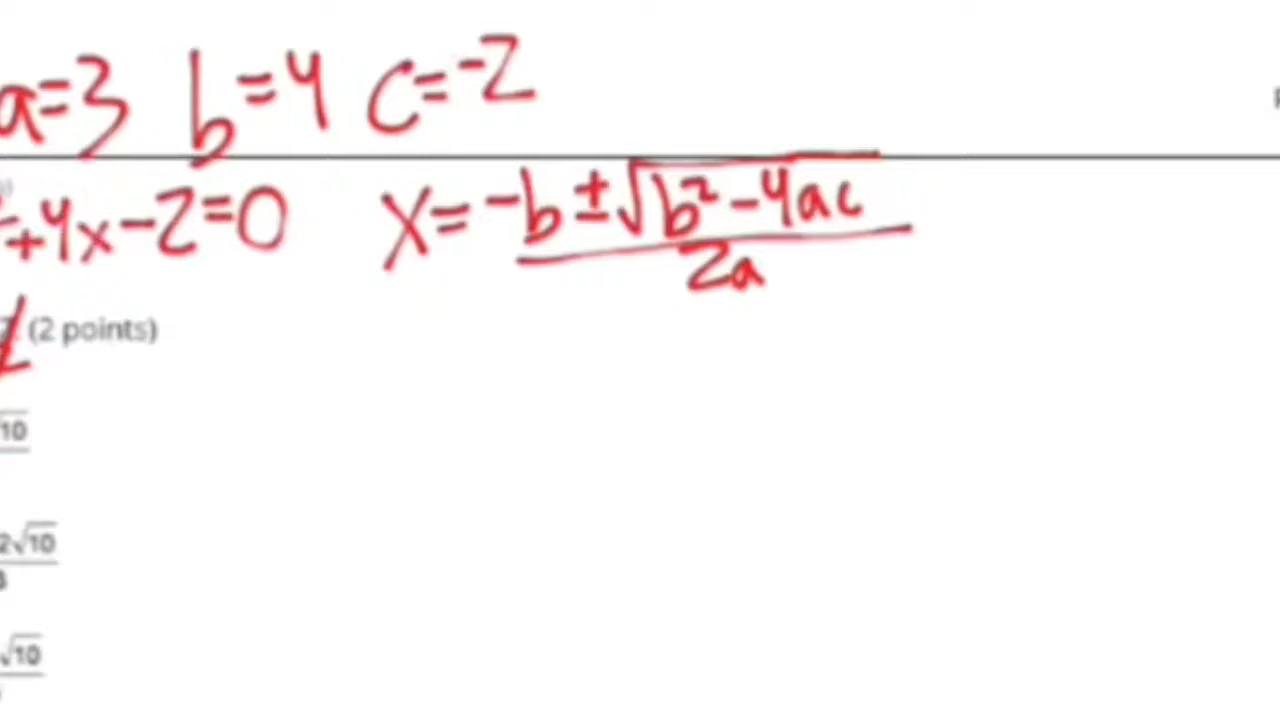 a=3 b=4 c=-2
+4x-2=0 x= -b ± √b²-4ac / 2a
(2 points)
√10
2√10
√10